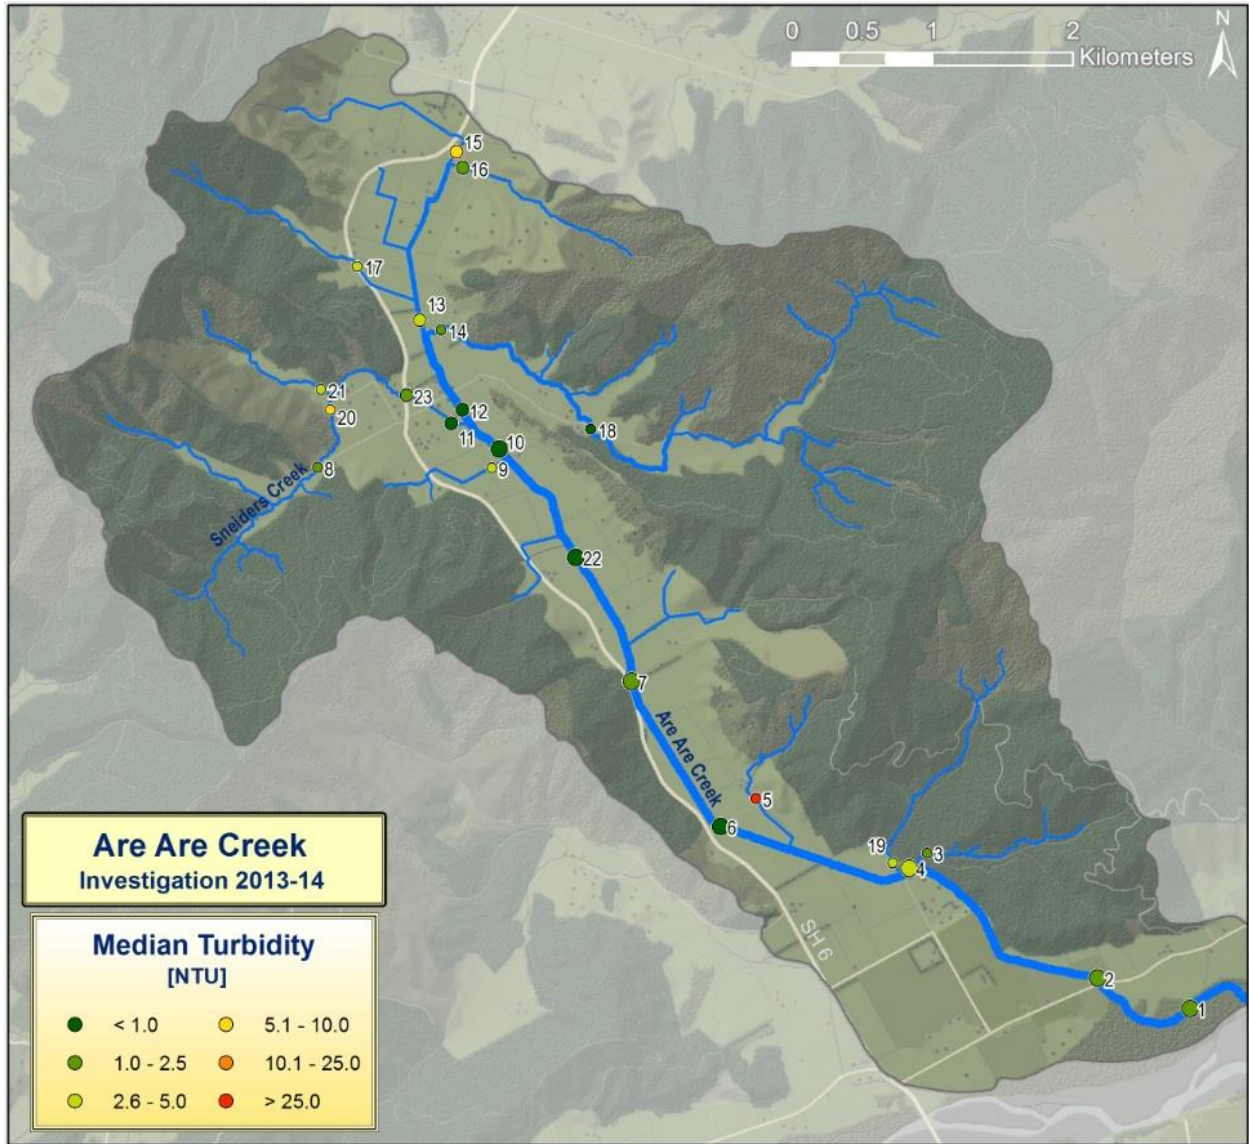 0 0.5 1 2
Kilometers
N
15
16
17
13
14
21
23
12
20
18
11
10
8
9
Sneiders Creek
22
7
Are Are Creek
5
6
19
3
4
SH 6
2
1
Are Are Creek
Investigation 2013-14
Median Turbidity
[NTU]
< 1.0
5.1 - 10.0
1.0 - 2.5
10.1 - 25.0
2.6 - 5.0
> 25.0